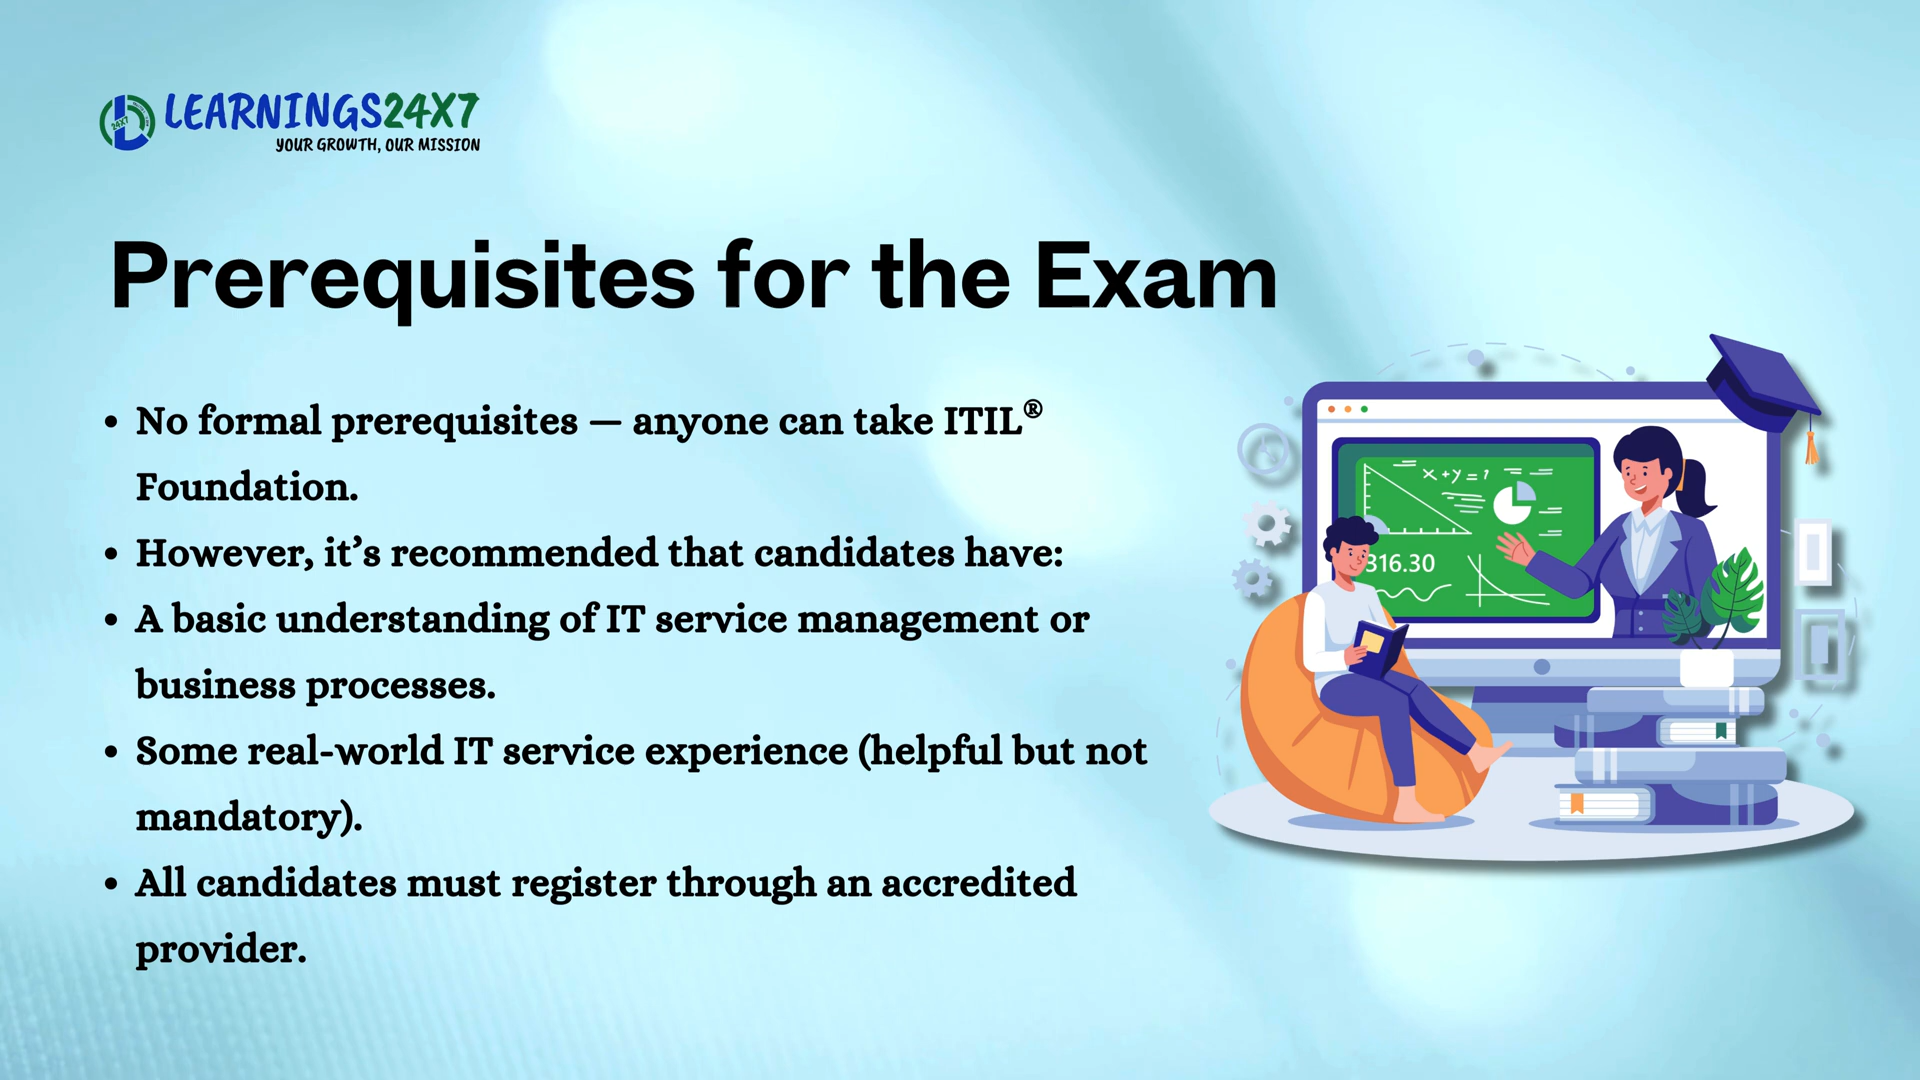 LEARNINGS24X7
YOUR GROWTH, OUR MISSION
Prerequisites for the Exam
• No formal prerequisites — anyone can take ITIL®
Foundation.
• However, it’s recommended that candidates have:
• A basic understanding of IT service management or
business processes.
• Some real-world IT service experience (helpful but not
mandatory).
• All candidates must register through an accredited
provider.
x+y=1
316.30
24X7